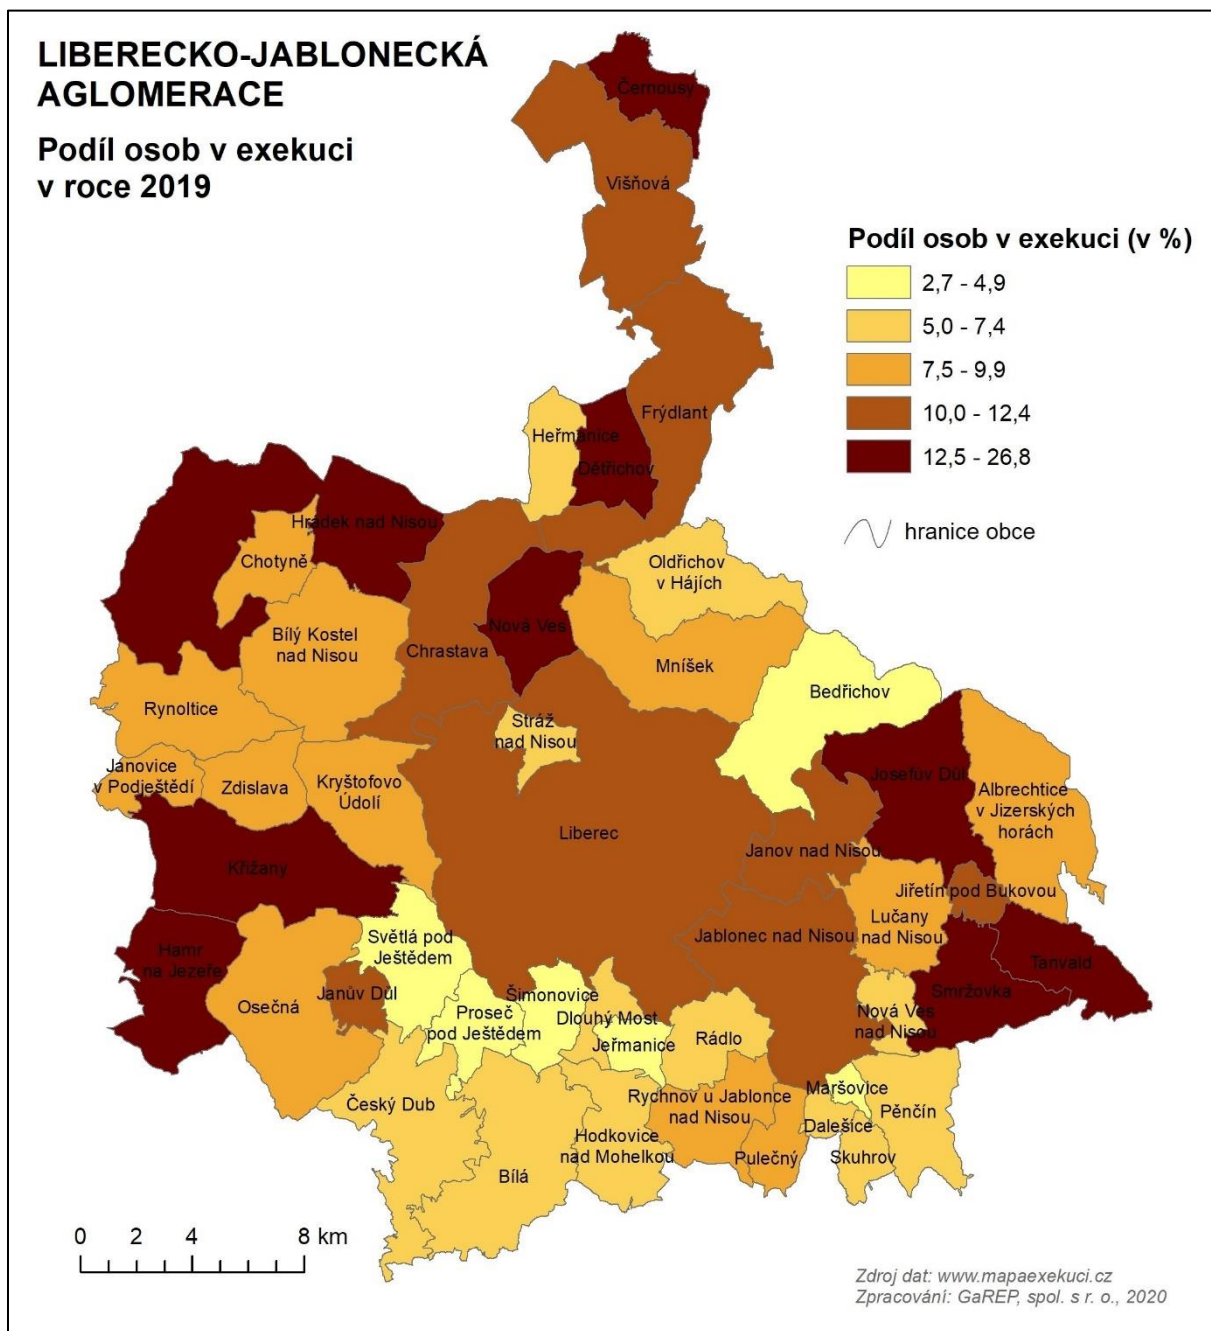 LIBERECKO-JABLONECKÁ
AGLOMERACE
Podíl osob v exekuci
v roce 2019
Černousy
Višňová
Podíl osob v exekuci (v %)
2,7 - 4,9
5,0 - 7,4
7,5 - 9,9
10,0 - 12,4
12,5 - 26,8
hranice obce
Frýdlant
Heřmanice
Dětřichov
Hrádek nad Nisou
Chotyně
Oldřichov
v Hájích
Nová Ves
Bílý Kostel
nad Nisou
Chrastava
Mníšek
Bedřichov
Rynoltice
Stráž
nad Nisou
Janovice
v Podještědí
Zdislava
Kryštofovo
Údolí
Josefův Důl
Albrechtice
v Jizerských
horách
Liberec
Janov nad Nisou
Křižany
Jiřetín pod Bukovou
Lučany
nad Nisou
Světlá pod
Ještědem
Jablonec nad Nisou
Hamr
na Jezeře
Tanvald
Smržovka
Osečná
Janův Důl
Šimonovice
Proseč
pod Ještědem
Dlouhý Most
Jeřmanice
Rádlo
Nová Ves
nad Nisou
Maršovice
Pěnčín
Rychnov u Jablonce
nad Nisou
Český Dub
Dalešice
Hodkovice
nad Mohelkou
Pulečný
Skuhrov
Bílá
0 2 4 8 km
Zdroj dat: www.mapaexekuci.cz
Zpracování: GaREP, spol. s r. o., 2020